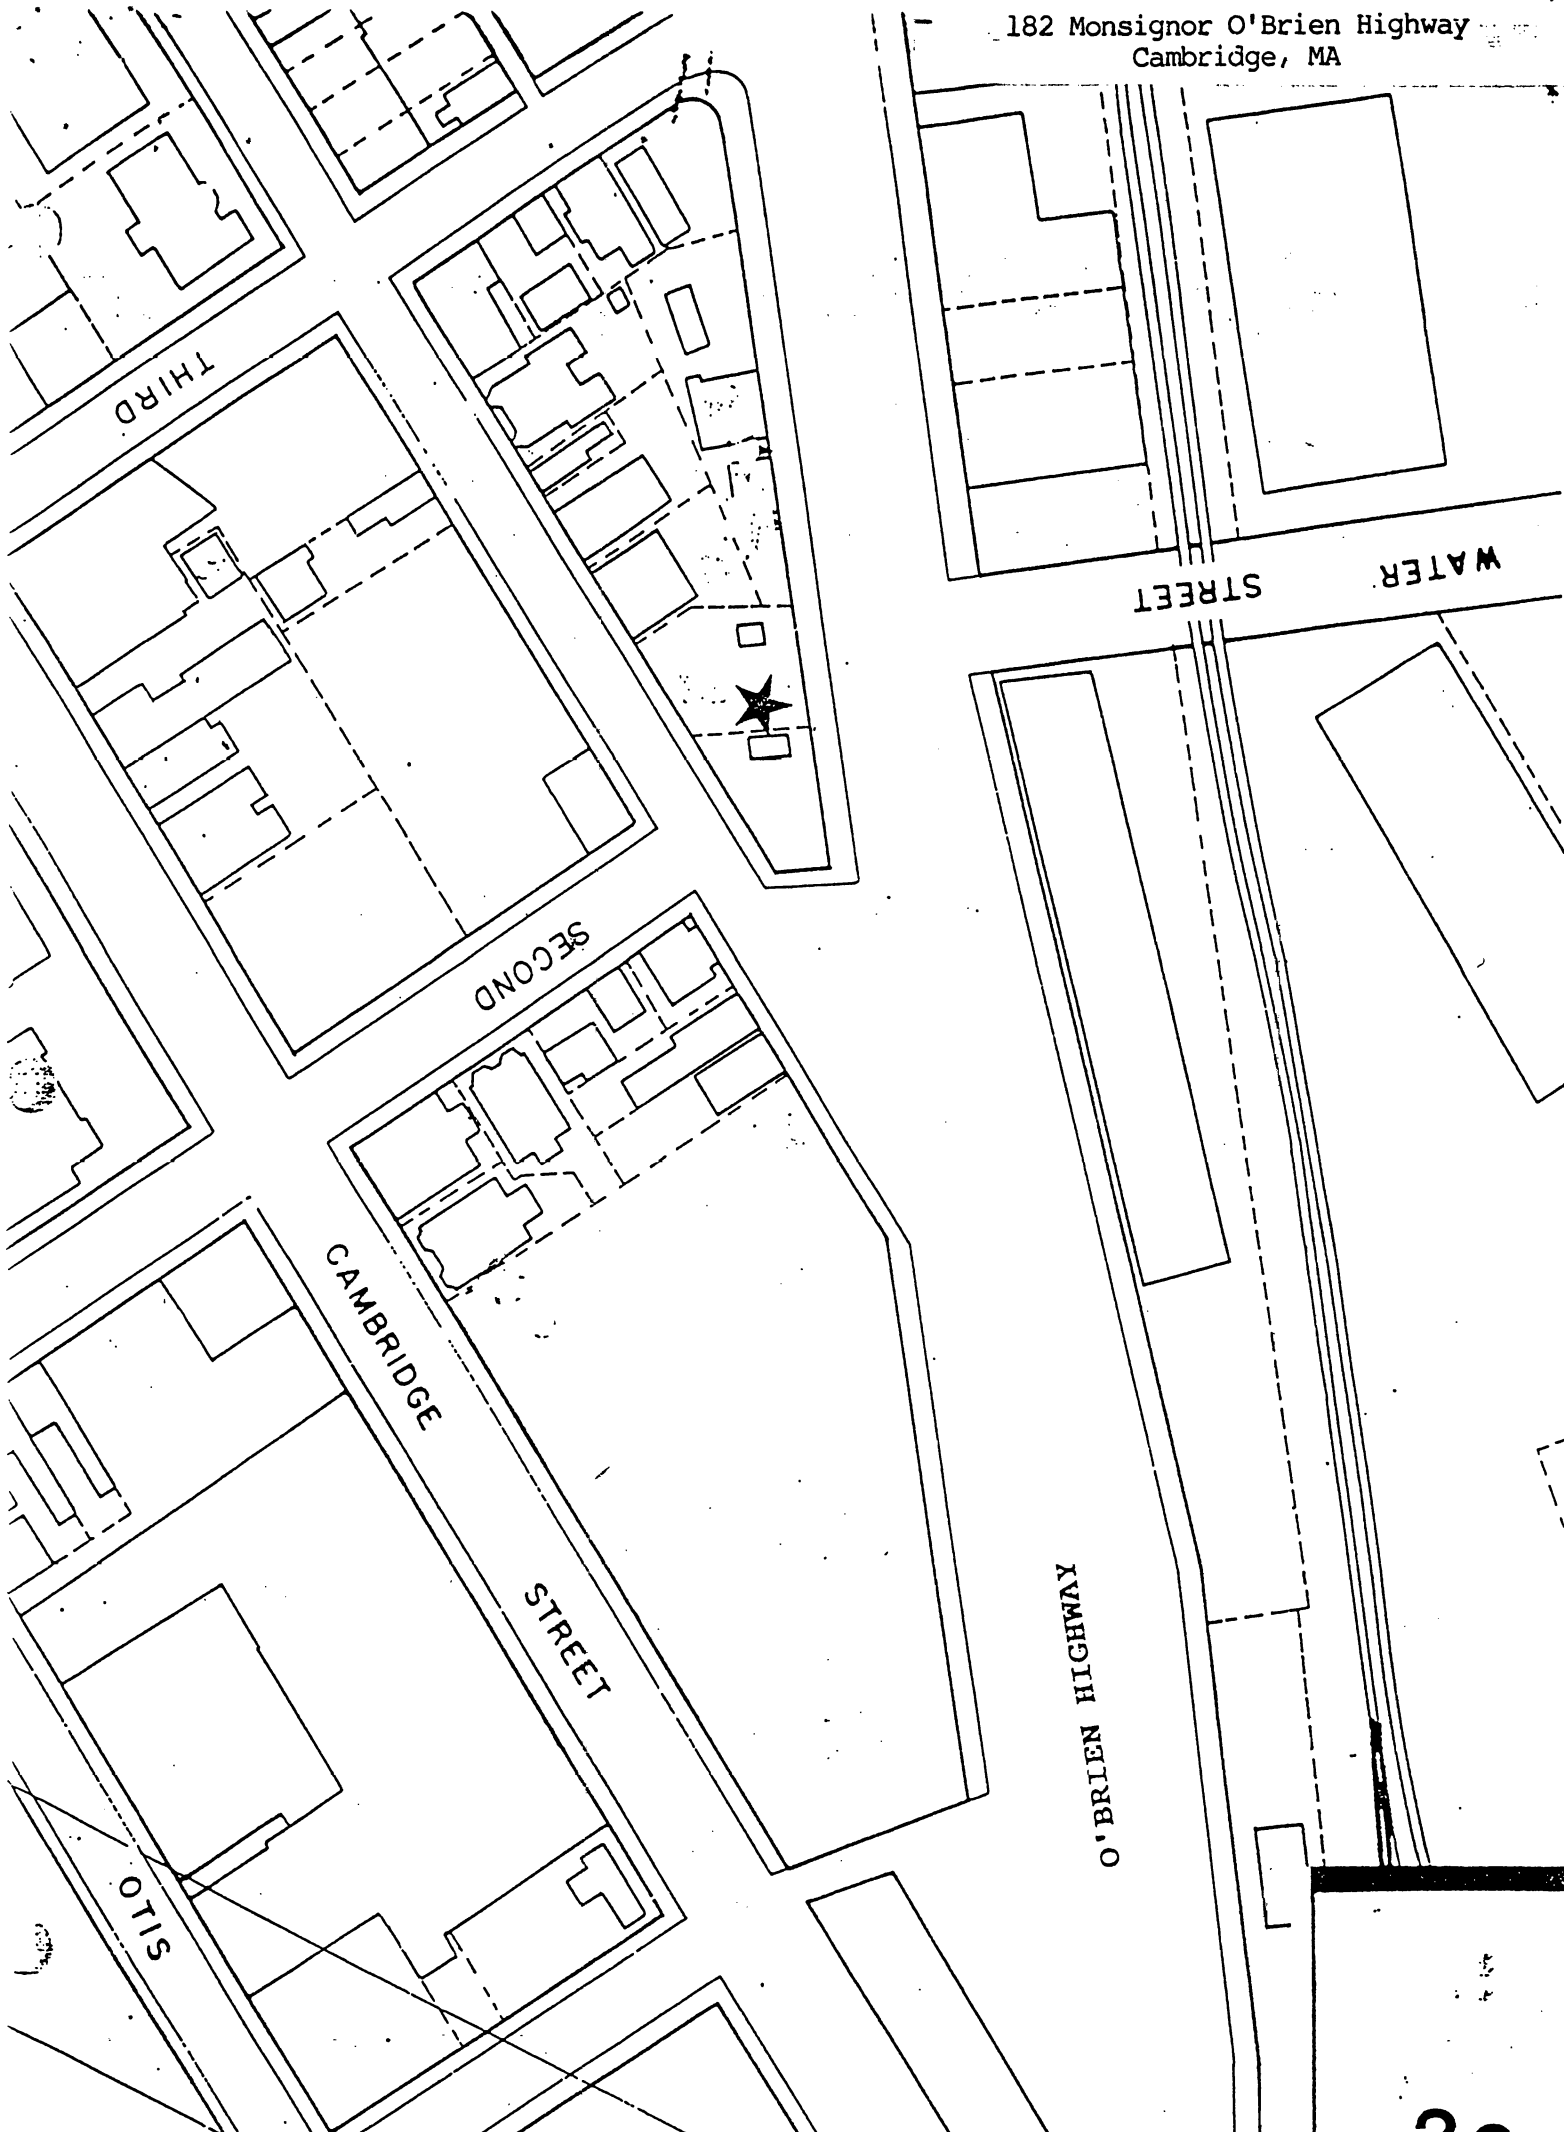 182 Monsignor O'Brien Highway
Cambridge, MA
THIRD
WATER STREET
SECOND
CAMBRIDGE STREET
O'BRIEN HIGHWAY
OTIS